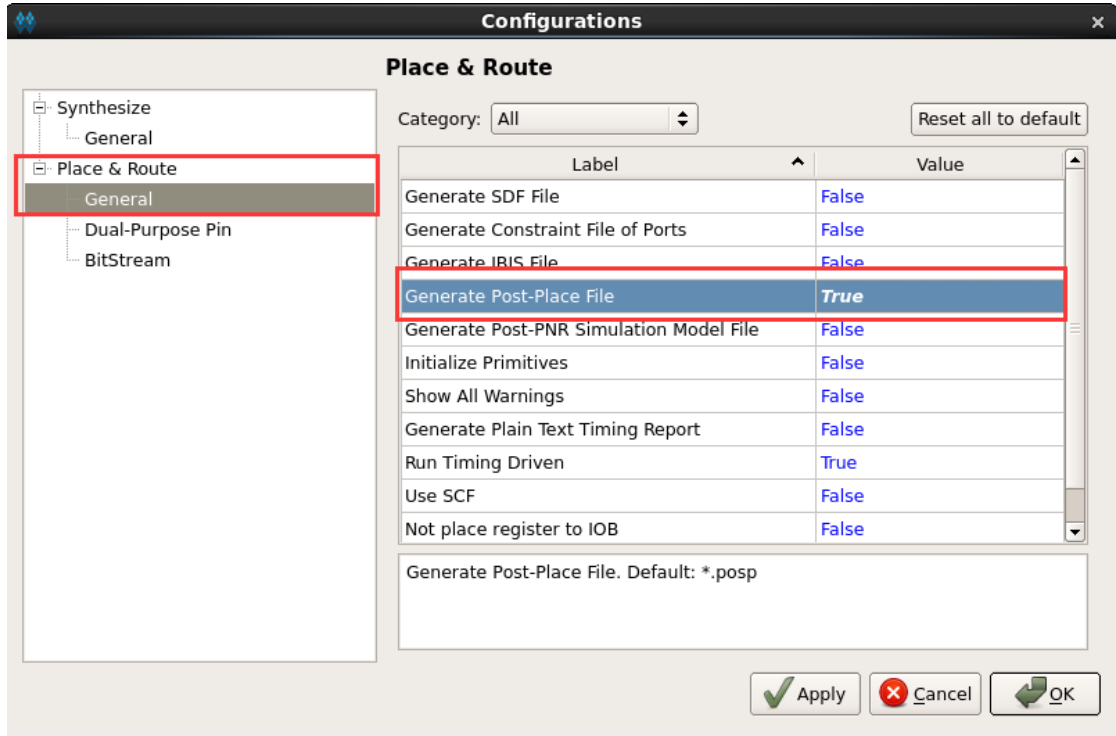 Configurations
Place & Route
Synthesize
General
Place & Route
General
Dual-Purpose Pin
BitStream
Category: All
Reset all to default
Label Value
Generate SDF File False
Generate Constraint File of Ports False
Generate IBIS File False
Generate Post-Place File True
Generate Post-PNR Simulation Model File False
Initialize Primitives False
Show All Warnings False
Generate Plain Text Timing Report False
Run Timing Driven True
Use SCF False
Not place register to IOB False
Generate Post-Place File. Default: *.posp
Apply Cancel OK